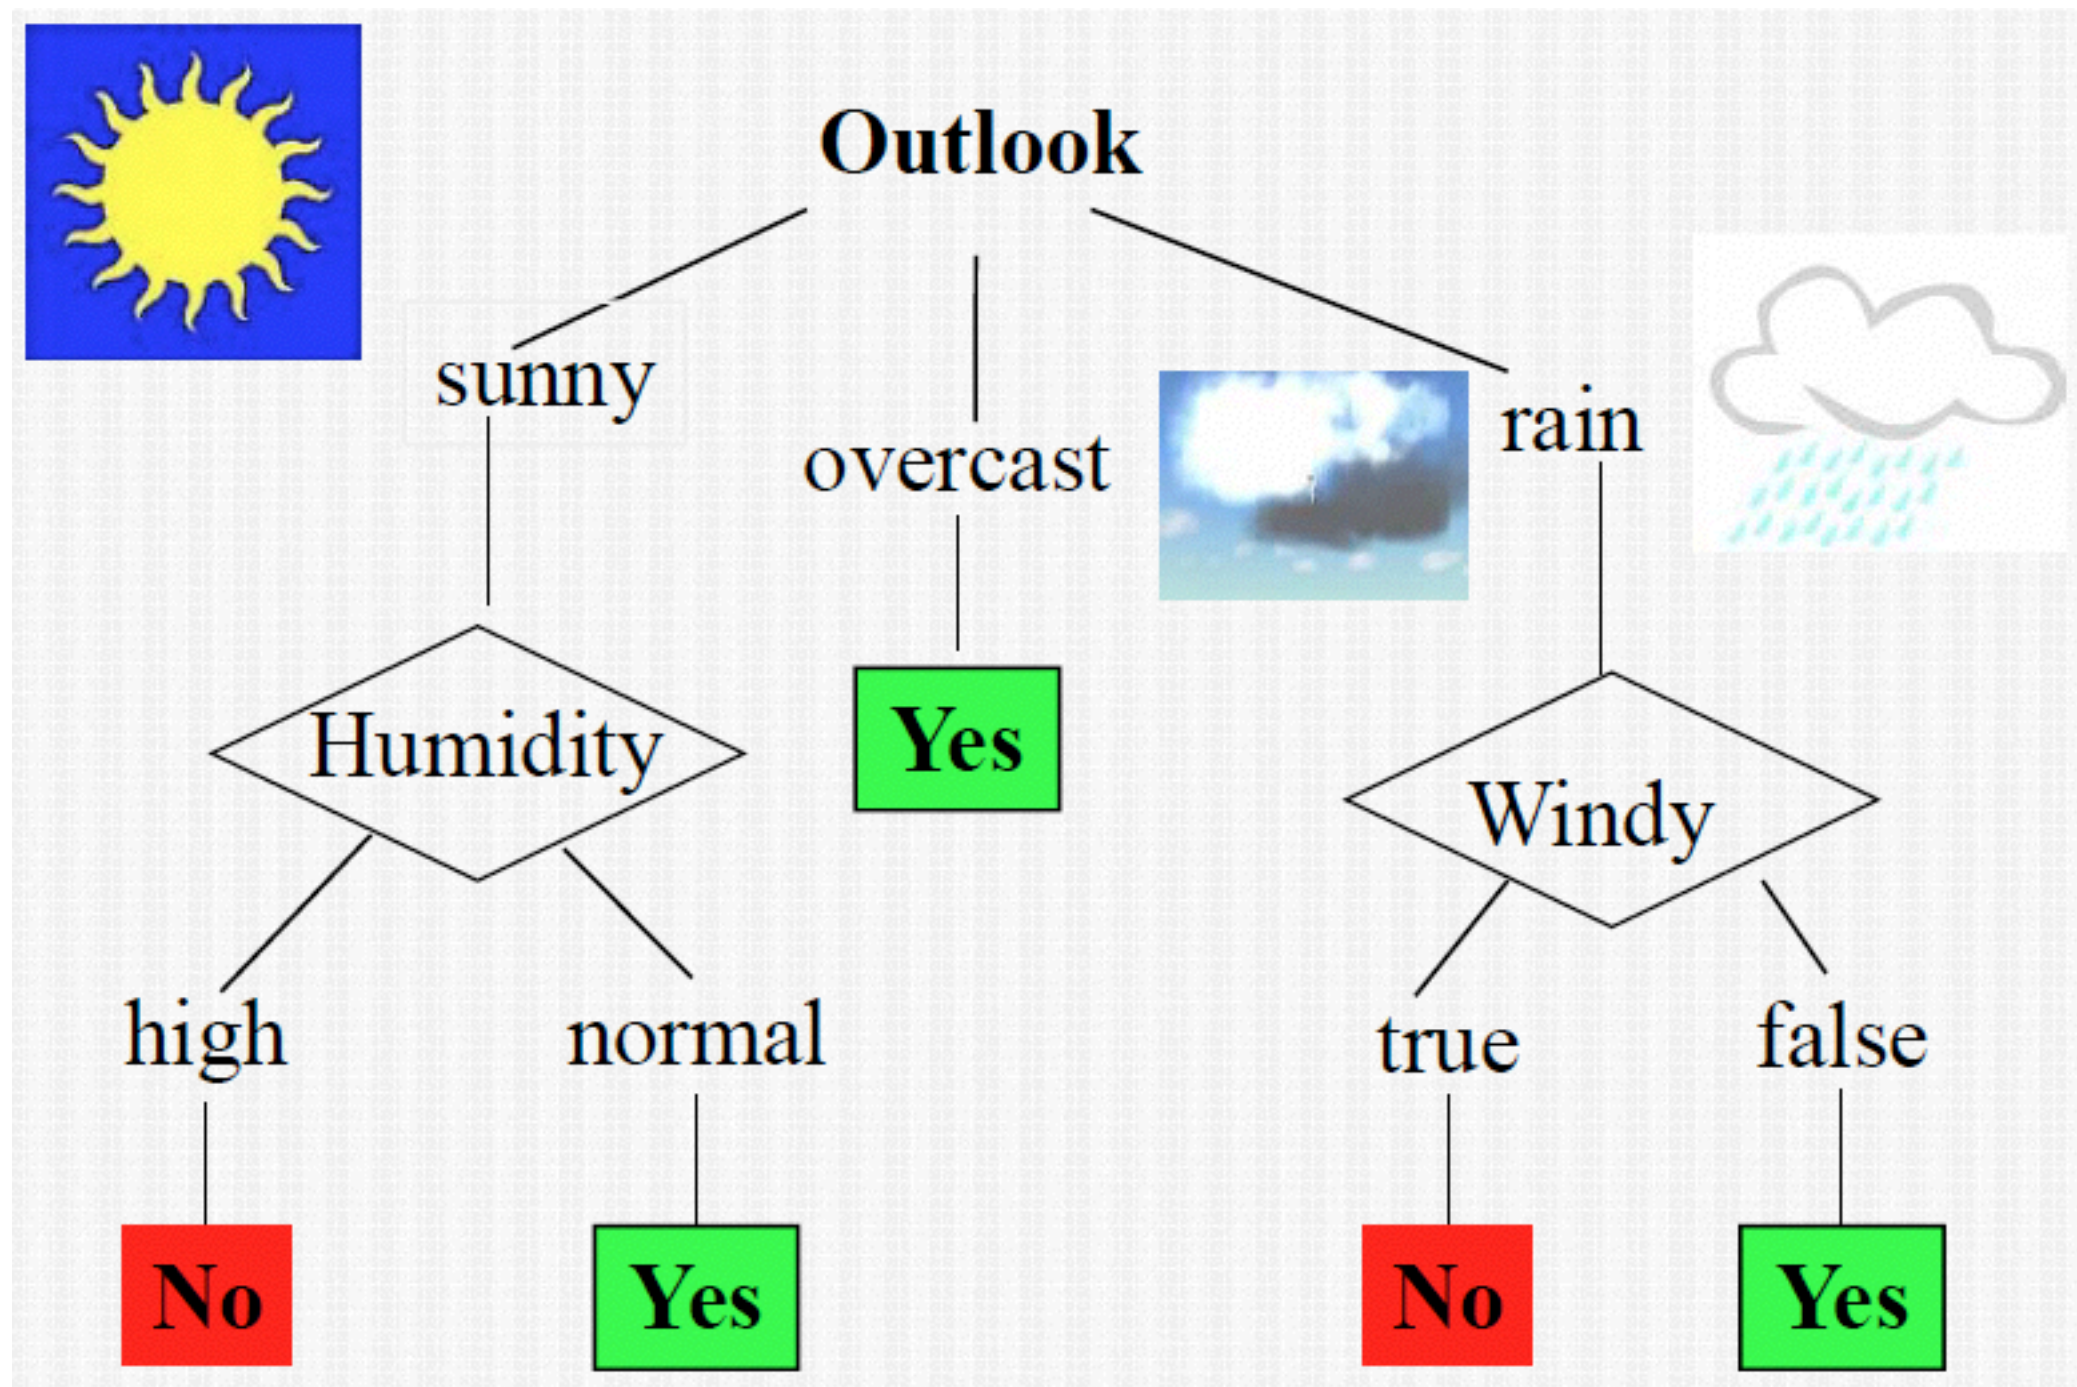 Outlook
sunny
overcast
rain
Humidity
Yes
Windy
high
normal
true
false
No
Yes
No
Yes